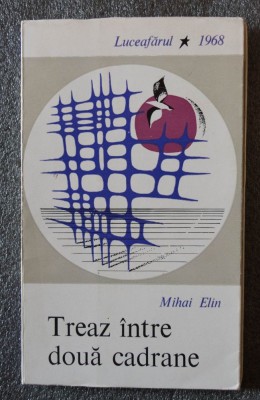 Luceafărul ★ 1968
Mihai Elin
Treaz între
două cadrane